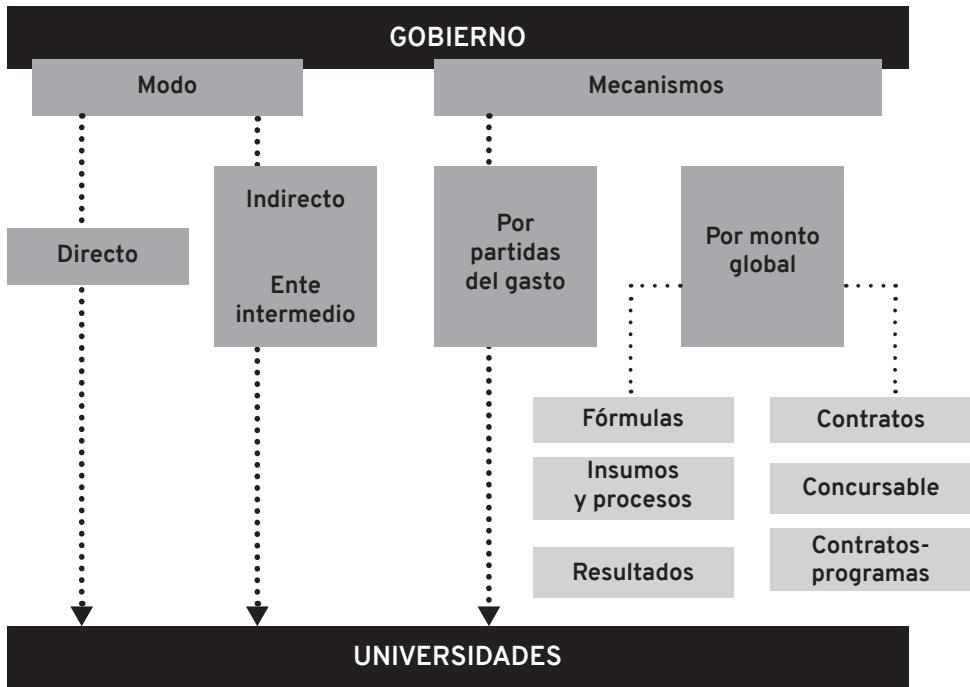 GOBIERNO
Modo
Mecanismos
Directo
Indirecto
Ente
intermedio
Por
partidas
del gasto
Por monto
global
Fórmulas
Insumos
y procesos
Resultados
Contratos
Concursable
Contratos-
programas
UNIVERSIDADES